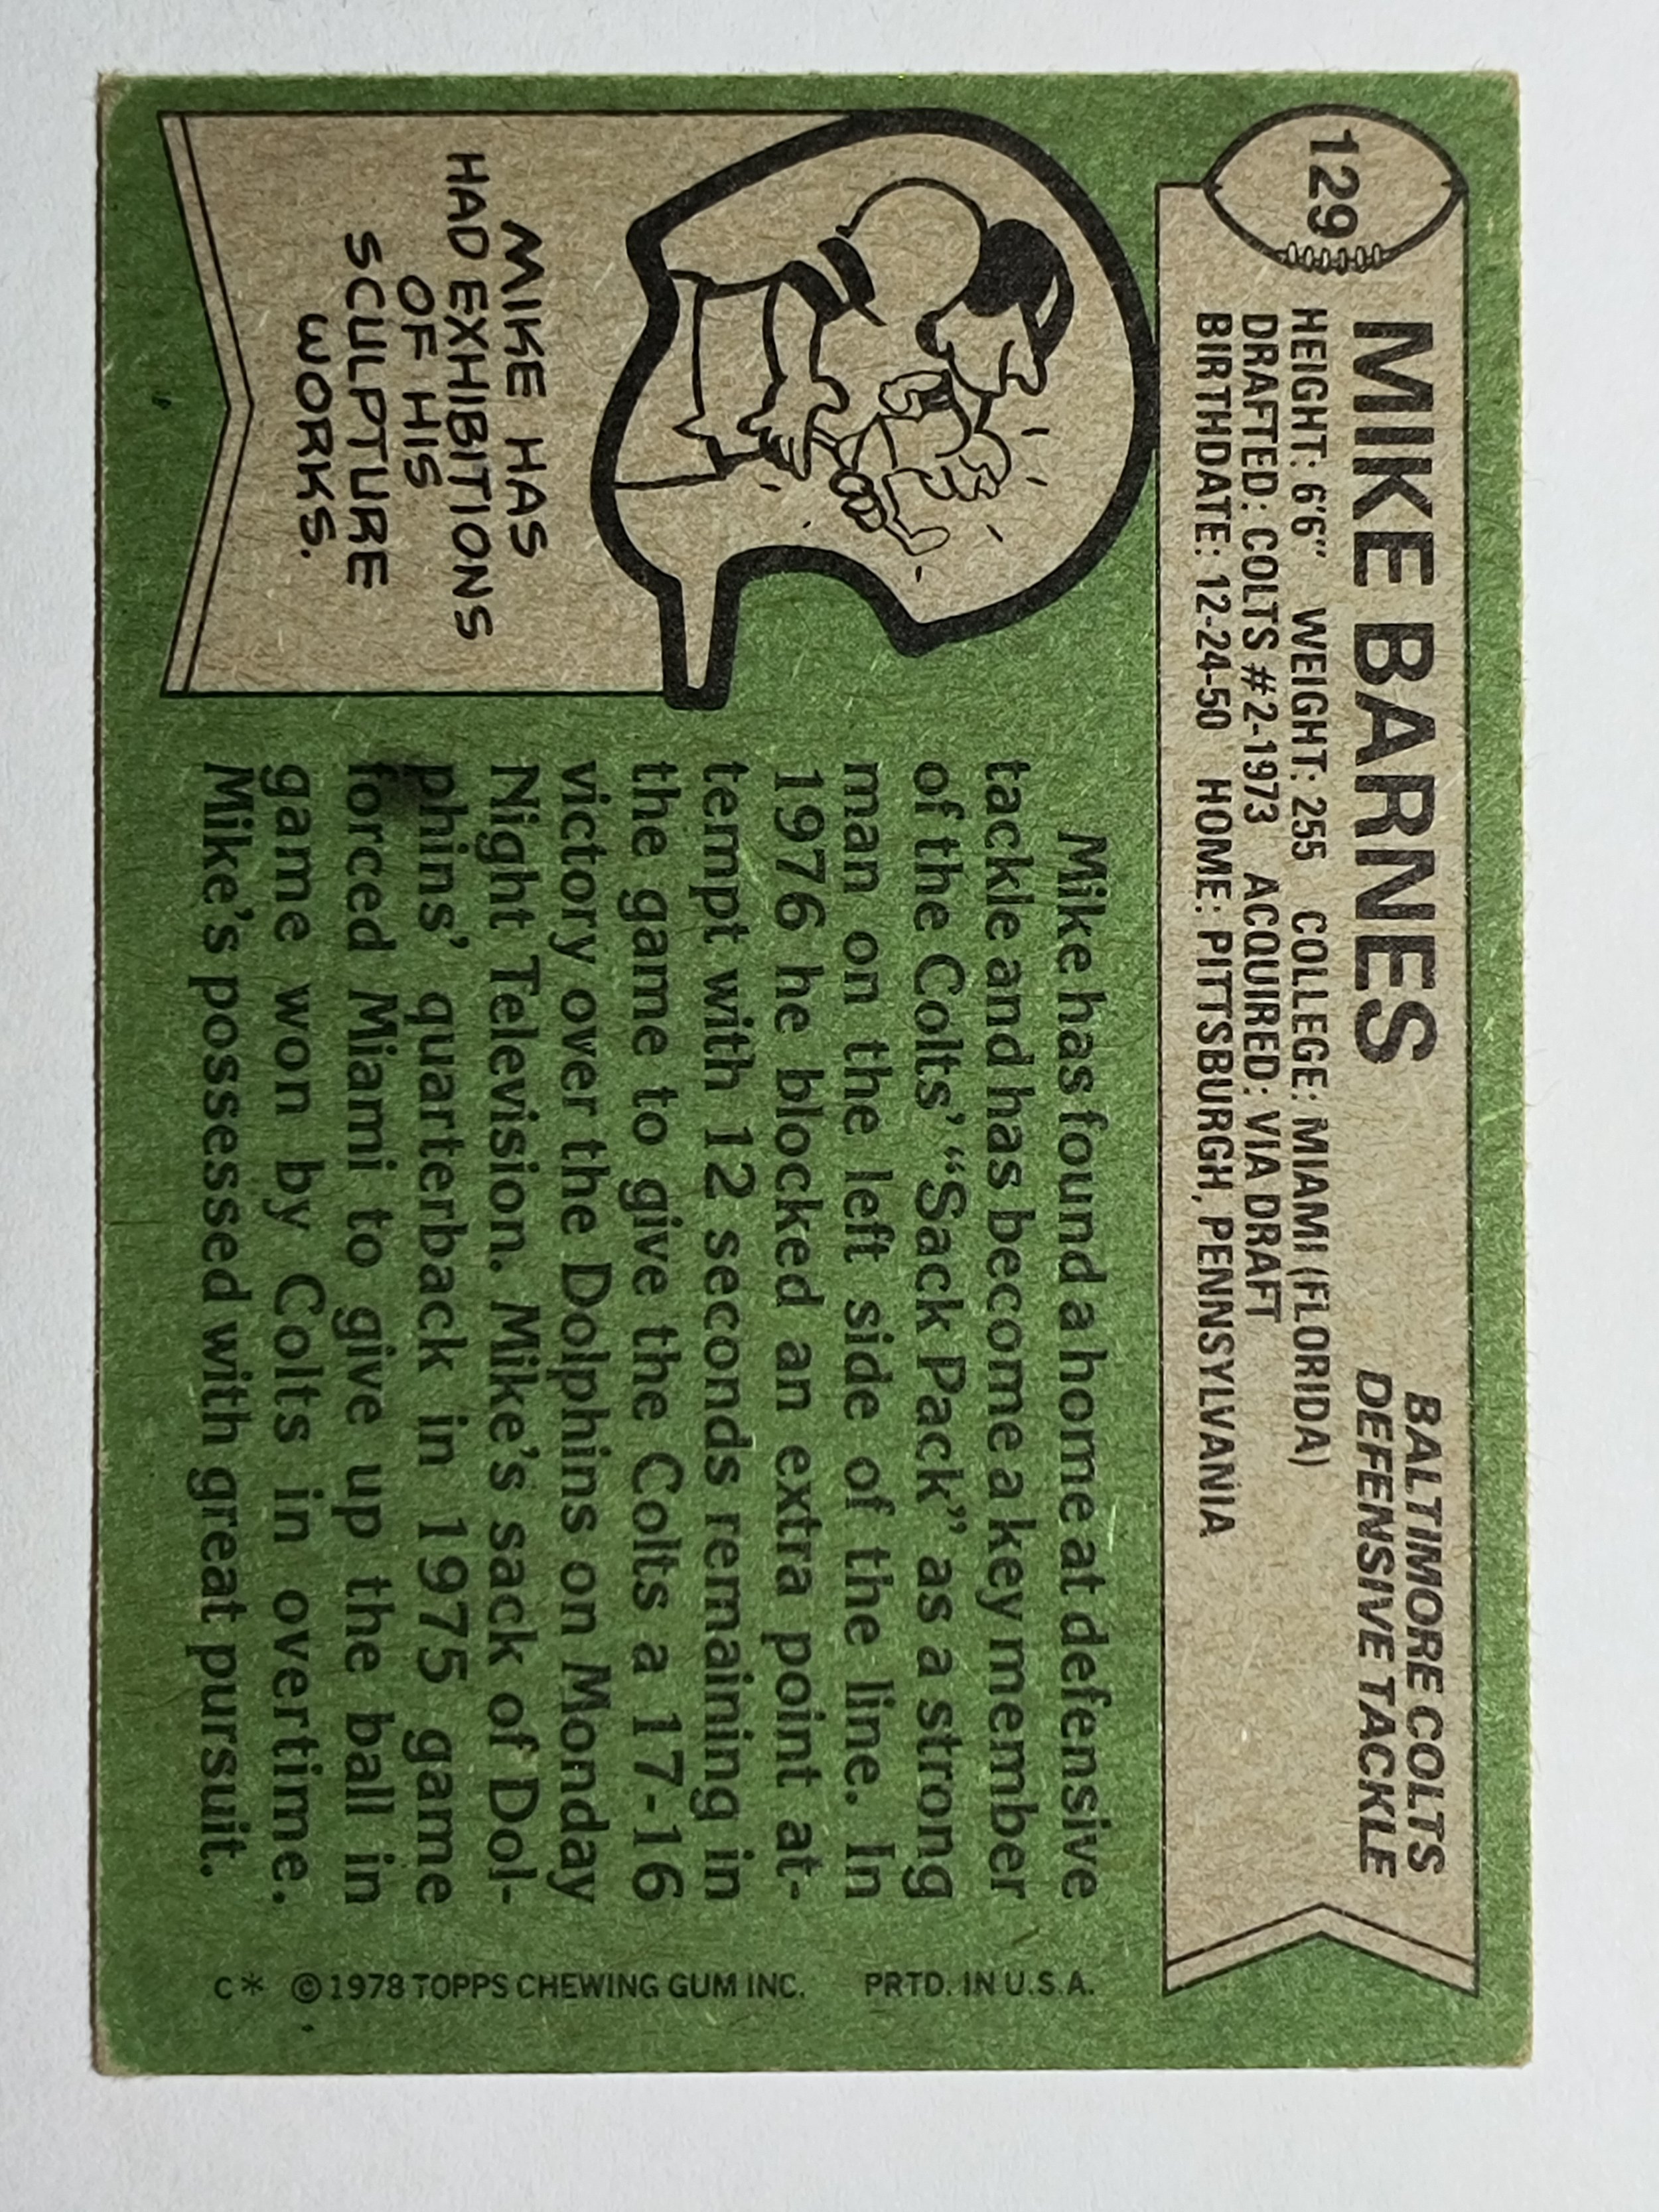 129
MIKE BARNES
BALTIMORE COLTS
DEFENSIVE TACKLE
HEIGHT: 6'6" WEIGHT: 255 COLLEGE: MIAMI (FLORIDA)
DRAFTED: COLTS #2-1973 ACQUIRED: VIA DRAFT
BIRTHDATE: 12-24-50 HOME: PITTSBURGH, PENNSYLVANIA
MIKE HAS
HAD EXHIBITIONS
OF HIS
SCULPTURE
WORKS.
Mike has found a home at defensive
tackle and has become a key member
of the Colts' “Sack Pack” as a strong
man on the left side of the line. In
1976 he blocked an extra point at-
tempt with 12 seconds remaining in
the game to give the Colts a 17-16
victory over the Dolphins on Monday
Night Television. Mike's sack of Dol-
phins' quarterback in 1975 game
forced Miami to give up the ball in
game won by Colts in overtime.
Mike's possessed with great pursuit.
C* © 1978 TOPPS CHEWING GUM INC. PRTD. IN U.S.A.